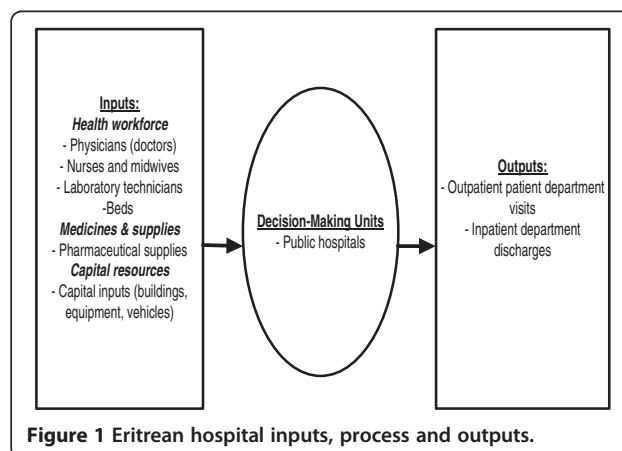 Inputs:
Health workforce
- Physicians (doctors)
- Nurses and midwives
- Laboratory technicians
-Beds
Medicines & supplies
- Pharmaceutical supplies
Capital resources
- Capital inputs (buildings,
equipment, vehicles)
Decision-Making Units
- Public hospitals
Outputs:
- Outpatient patient department
visits
- Inpatient department
discharges
Figure 1 Eritrean hospital inputs, process and outputs.